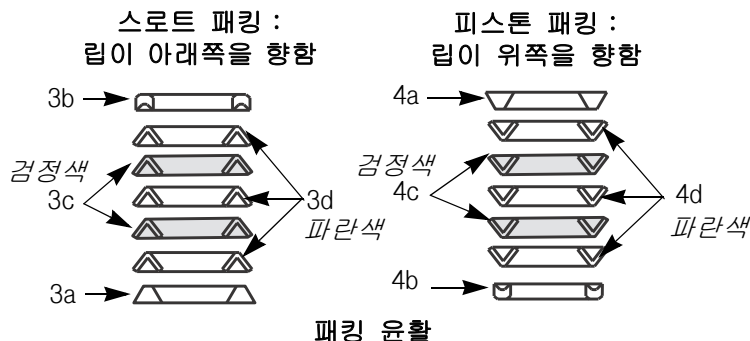 스로트 패킹 :
립이 아래쪽을 향함
3b
검정색
3c
3d
파란색
3a
피스톤 패킹 :
립이 위쪽을 향함
4a
검정색
4c
4d
파란색
4b
패킹 윤활